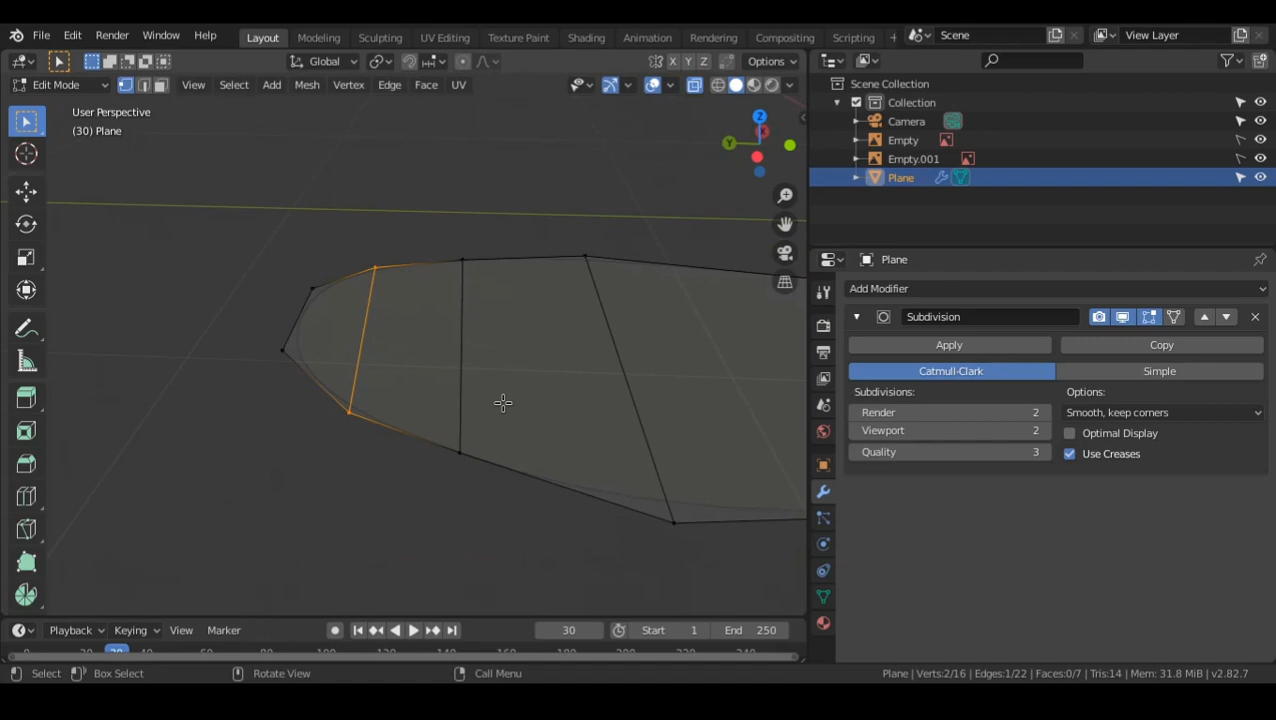 File Edit Render Window Help Layout Modeling Sculpting UV Editing Texture Paint Shading Animation Rendering Compositing Scripting Scene View Layer
Global X Y Z Options
Edit Mode View Select Add Mesh Vertex Edge Face UV
User Perspective
(30) Plane
Z
Y
X
Scene Collection
Collection
Camera
Empty
Empty.001
Plane
Plane
Add Modifier
Subdivision
Apply Copy
Catmull-Clark Simple
Subdivisions: Options:
Render 2 Smooth, keep corners
Viewport 2 Optimal Display
Quality 3 Use Creases
Playback Keying View Marker 30 Start 1 End 250
Select Box Select Rotate View Call Menu Plane | Verts:2/16 | Edges:1/22 | Faces:0/7 | Tris:14 | Mem: 31.8 MiB | v2.82.7